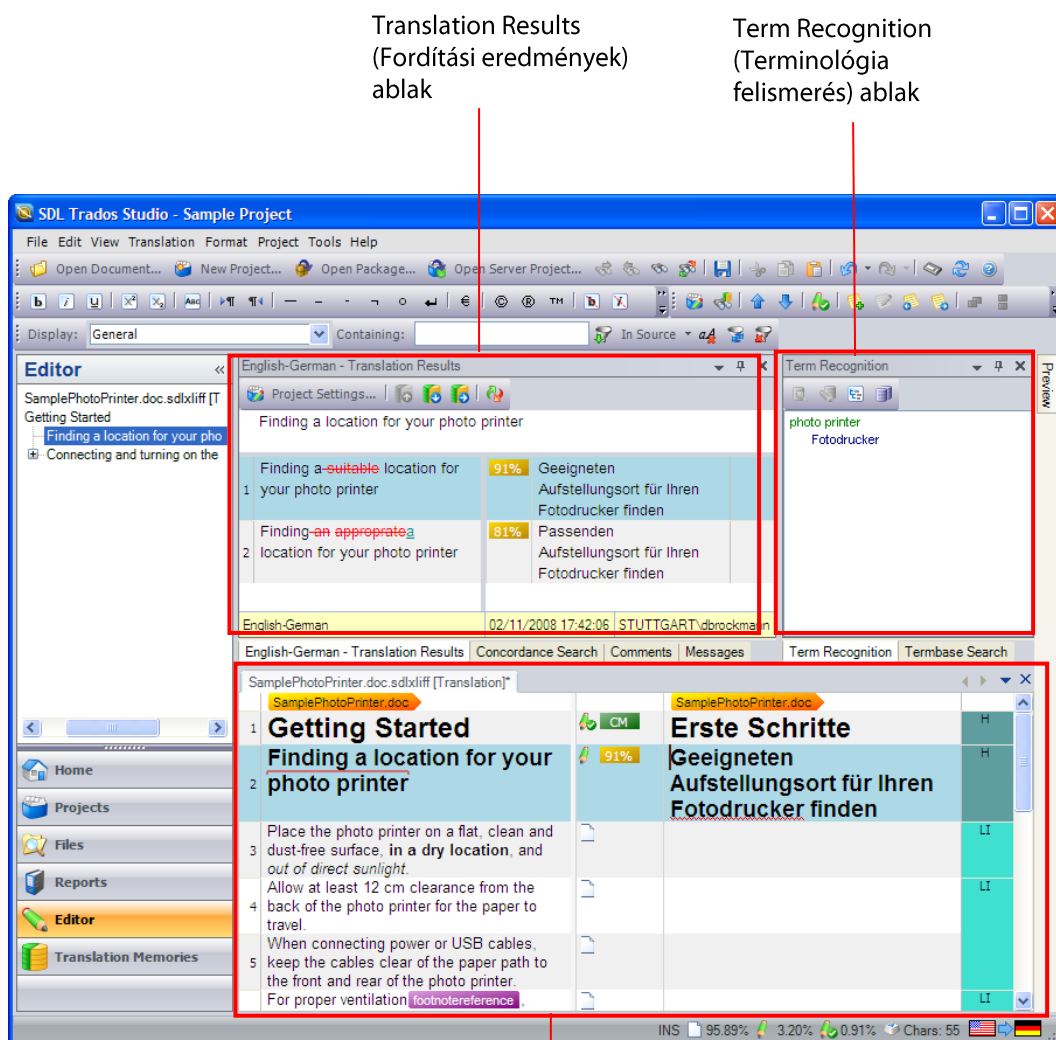 Translation Results
(Fordítási eredmények)
ablak
Term Recognition
(Terminológia
felismerés) ablak
SDL Trados Studio - Sample Project
File Edit View Translation Format Project Tools Help
Open Document... New Project... Open Package... Open Server Project...
b i u x² x₂ ABC ▸¶ ¶◂ — – - ¬ ○ ↵ € © ® ™ b
Display: General Containing: In Source
Editor «
SamplePhotoPrinter.doc.sdlxliff [T
Getting Started
Finding a location for your pho
Connecting and turning on the
Home
Projects
Files
Reports
Editor
Translation Memories
English-German - Translation Results
Project Settings...
Finding a location for your photo printer
1 Finding a suitable location for
your photo printer
91% Geeigneten
Aufstellungsort für Ihren
Fotodrucker finden
2 Finding an approprate a
location for your photo printer
81% Passenden
Aufstellungsort für Ihren
Fotodrucker finden
English-German 02/11/2008 17:42:06 STUTTGART\dbrockmann
English-German - Translation Results Concordance Search Comments Messages
Term Recognition
photo printer
Fotodrucker
Term Recognition Termbase Search
Preview
SamplePhotoPrinter.doc.sdlxliff [Translation]*
SamplePhotoPrinter.doc SamplePhotoPrinter.doc
1 Getting Started CM Erste Schritte H
2 Finding a location for your
photo printer
91% Geeigneten
Aufstellungsort für Ihren
Fotodrucker finden
H
3 Place the photo printer on a flat, clean and
dust-free surface, in a dry location, and
out of direct sunlight.
LI
4 Allow at least 12 cm clearance from the
back of the photo printer for the paper to
travel.
LI
5 When connecting power or USB cables,
keep the cables clear of the paper path to
the front and rear of the photo printer.
For proper ventilation footnotereference , LI
INS 95.89% 3.20% 0.91% Chars: 55